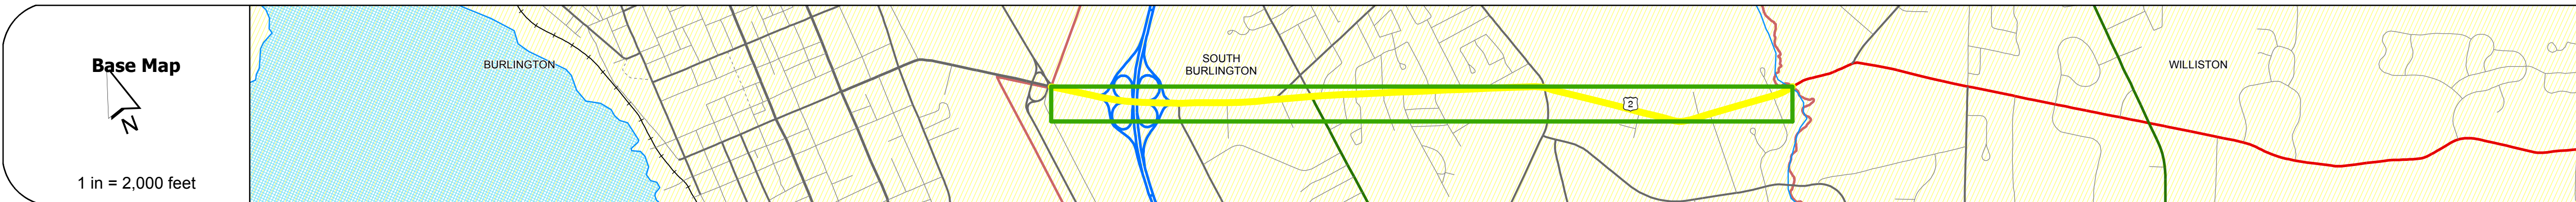 Base Map
N
1 in = 2,000 feet
BURLINGTON
SOUTH
BURLINGTON
2
WILLISTON